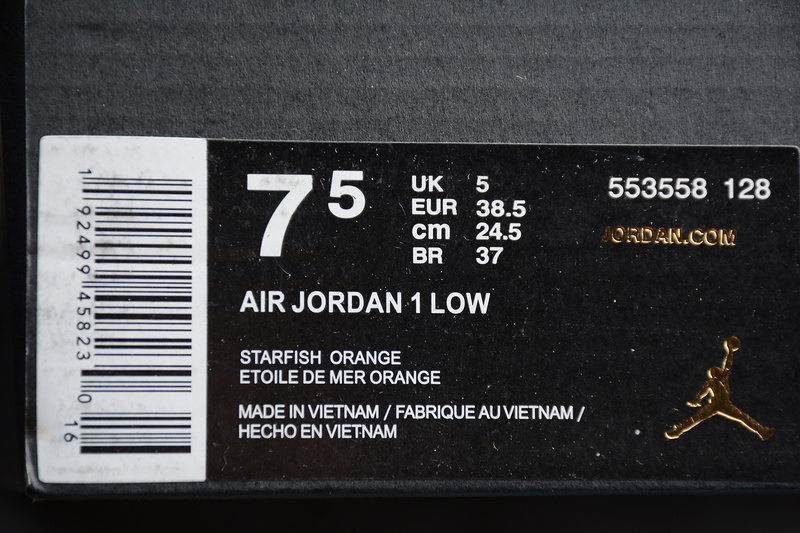 1 92499 45823 0
16
7 5
UK 5
EUR 38.5
cm 24.5
BR 37
553558 128
JORDAN.COM
AIR JORDAN 1 LOW
STARFISH ORANGE
ETOILE DE MER ORANGE
MADE IN VIETNAM / FABRIQUE AU VIETNAM /
HECHO EN VIETNAM